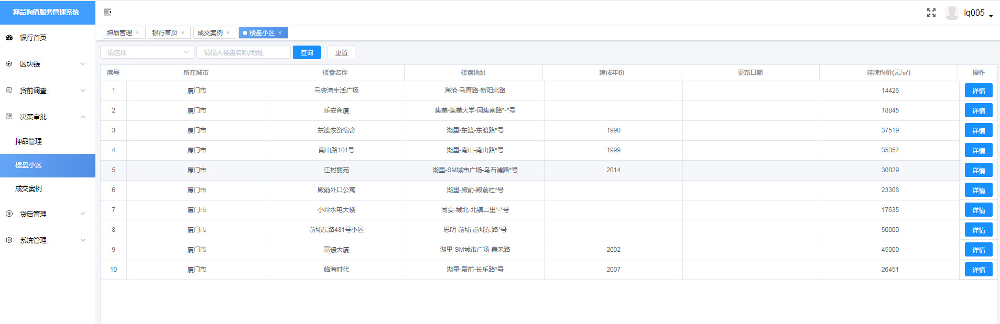 押品询值服务管理系统
lq005
银行首页
区块链
贷前调查
决策审批
押品管理
楼盘小区
成交案例
贷后管理
系统管理
押品管理 × 银行首页 × 成交案例 × 楼盘小区 ×
请选择 请输入楼盘名称/地址 查询 重置
序号 所在城市 楼盘名称 楼盘地址 建成年份 更新日期 挂牌均价(元/㎡) 操作
1 厦门市 马銮湾生活广场 海沧-马青路-新阳北路 14426 详情
2 厦门市 乐安商厦 集美-集美大学-同集南路*-*号 18845 详情
3 厦门市 东渡农资宿舍 湖里-东渡-东渡路*号 1990 37519 详情
4 厦门市 南山路101号 湖里-南山-南山路*号 1999 35357 详情
5 厦门市 江村丽苑 湖里-SM城市广场-乌石浦路*号 2014 30829 详情
6 厦门市 殿前外口公寓 湖里-殿前-殿前社*号 23308 详情
7 厦门市 小坪水电大楼 同安-城北-北镇二里*-*号 17635 详情
8 厦门市 前埔东路481号小区 思明-前埔-前埔东路*号 50000 详情
9 厦门市 富璟大厦 湖里-SM城市广场-嘉禾路 2002 45000 详情
10 厦门市 临海时代 湖里-殿前-长乐路*号 2007 26451 详情